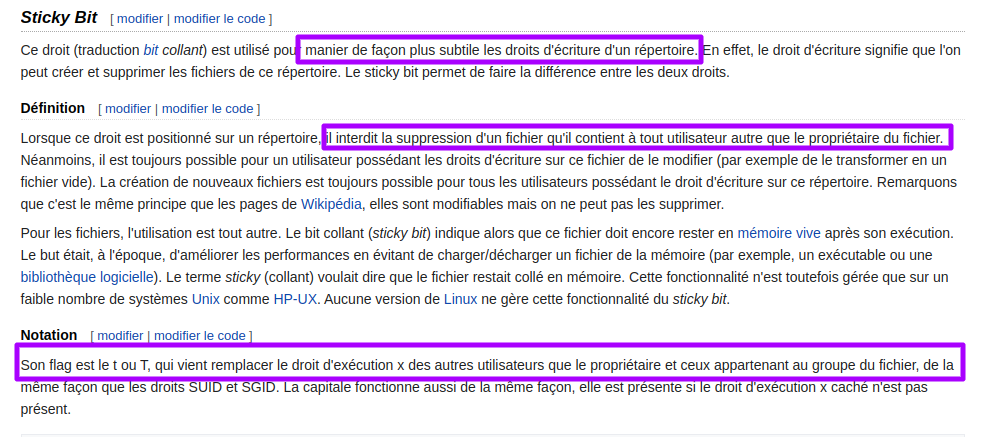 Sticky Bit [ modifier | modifier le code ]
Ce droit (traduction bit collant) est utilisé pour manier de façon plus subtile les droits d'écriture d'un répertoire. En effet, le droit d'écriture signifie que l'on
peut créer et supprimer les fichiers de ce répertoire. Le sticky bit permet de faire la différence entre les deux droits.
Définition [ modifier | modifier le code ]
Lorsque ce droit est positionné sur un répertoire, il interdit la suppression d'un fichier qu'il contient à tout utilisateur autre que le propriétaire du fichier.
Néanmoins, il est toujours possible pour un utilisateur possédant les droits d'écriture sur ce fichier de le modifier (par exemple de le transformer en un
fichier vide). La création de nouveaux fichiers est toujours possible pour tous les utilisateurs possédant le droit d'écriture sur ce répertoire. Remarquons
que c'est le même principe que les pages de Wikipédia, elles sont modifiables mais on ne peut pas les supprimer.
Pour les fichiers, l'utilisation est tout autre. Le bit collant (sticky bit) indique alors que ce fichier doit encore rester en mémoire vive après son exécution.
Le but était, à l'époque, d'améliorer les performances en évitant de charger/décharger un fichier de la mémoire (par exemple, un exécutable ou une
bibliothèque logicielle). Le terme sticky (collant) voulait dire que le fichier restait collé en mémoire. Cette fonctionnalité n'est toutefois gérée que sur un
faible nombre de systèmes Unix comme HP-UX. Aucune version de Linux ne gère cette fonctionnalité du sticky bit.
Notation [ modifier | modifier le code ]
Son flag est le t ou T, qui vient remplacer le droit d'exécution x des autres utilisateurs que le propriétaire et ceux appartenant au groupe du fichier, de la
même façon que les droits SUID et SGID. La capitale fonctionne aussi de la même façon, elle est présente si le droit d'exécution x caché n'est pas
présent.